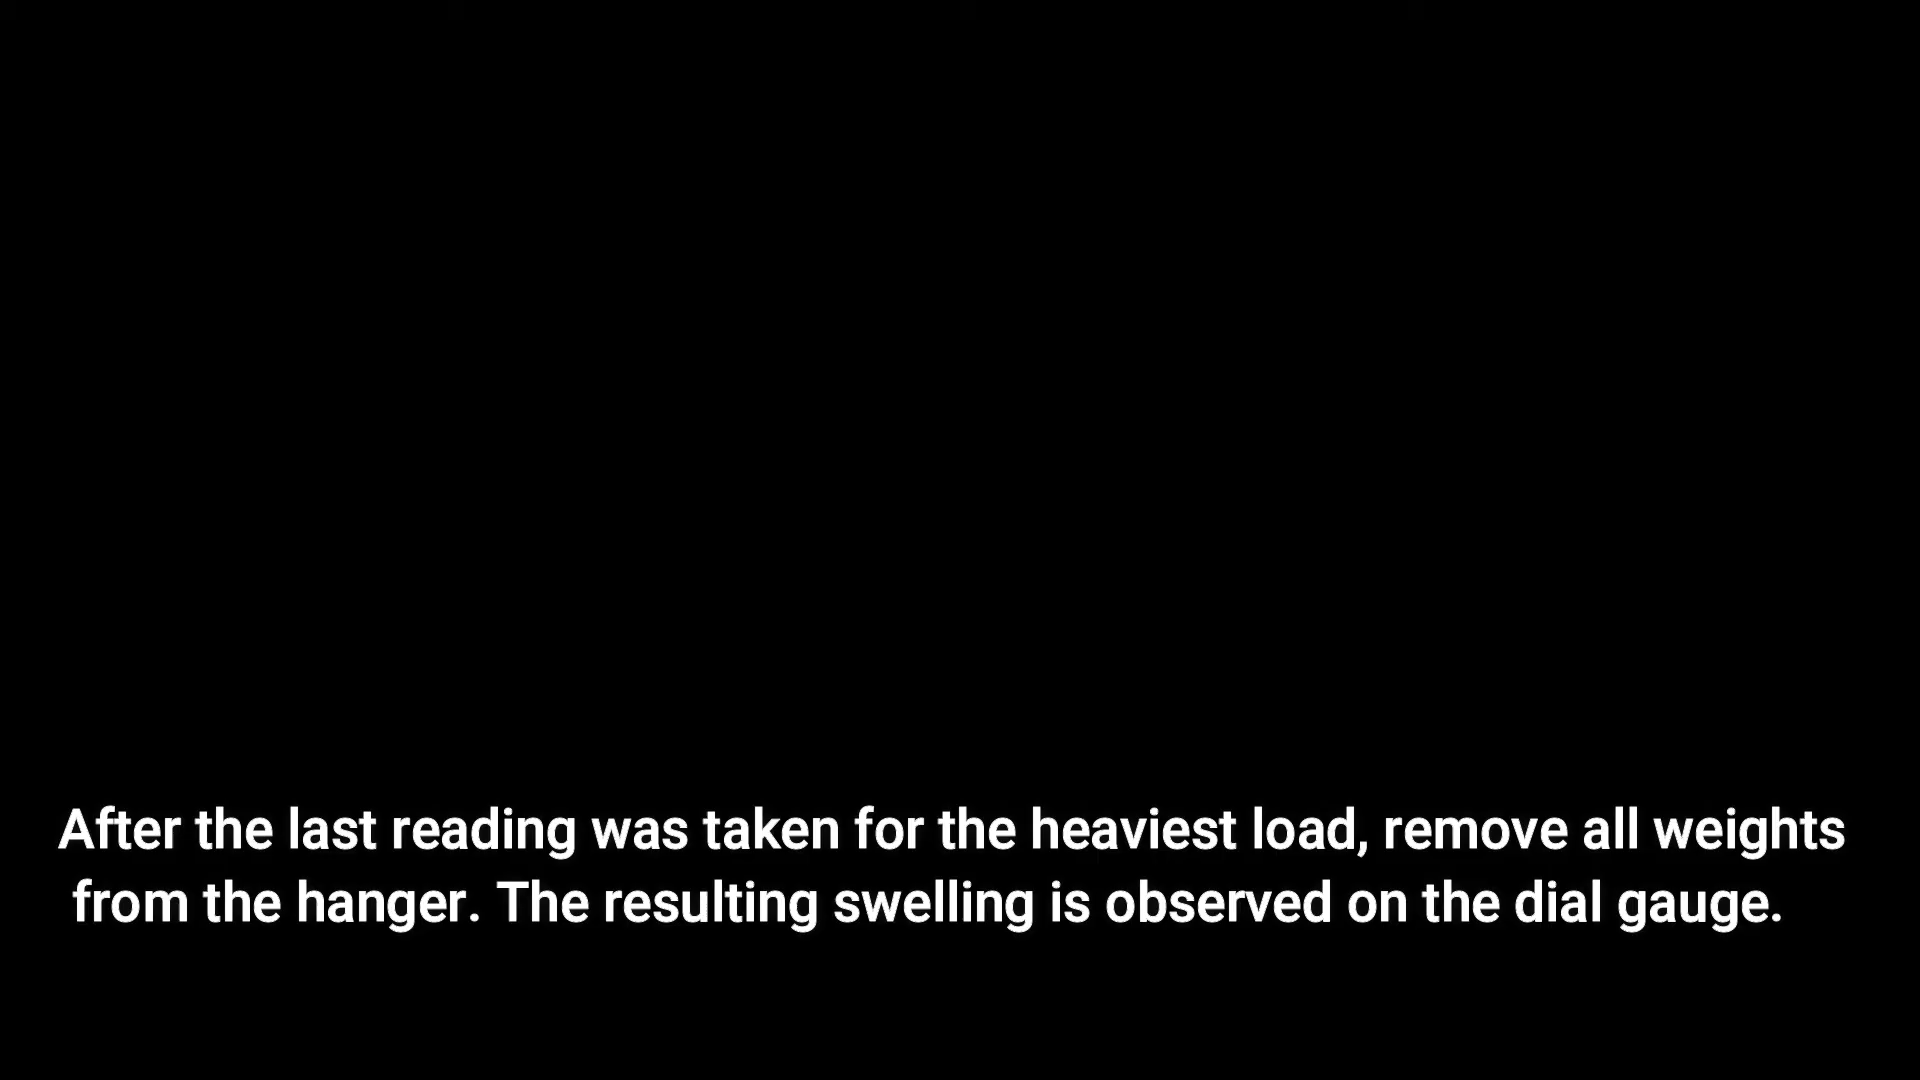 After the last reading was taken for the heaviest load, remove all weights
from the hanger. The resulting swelling is observed on the dial gauge.